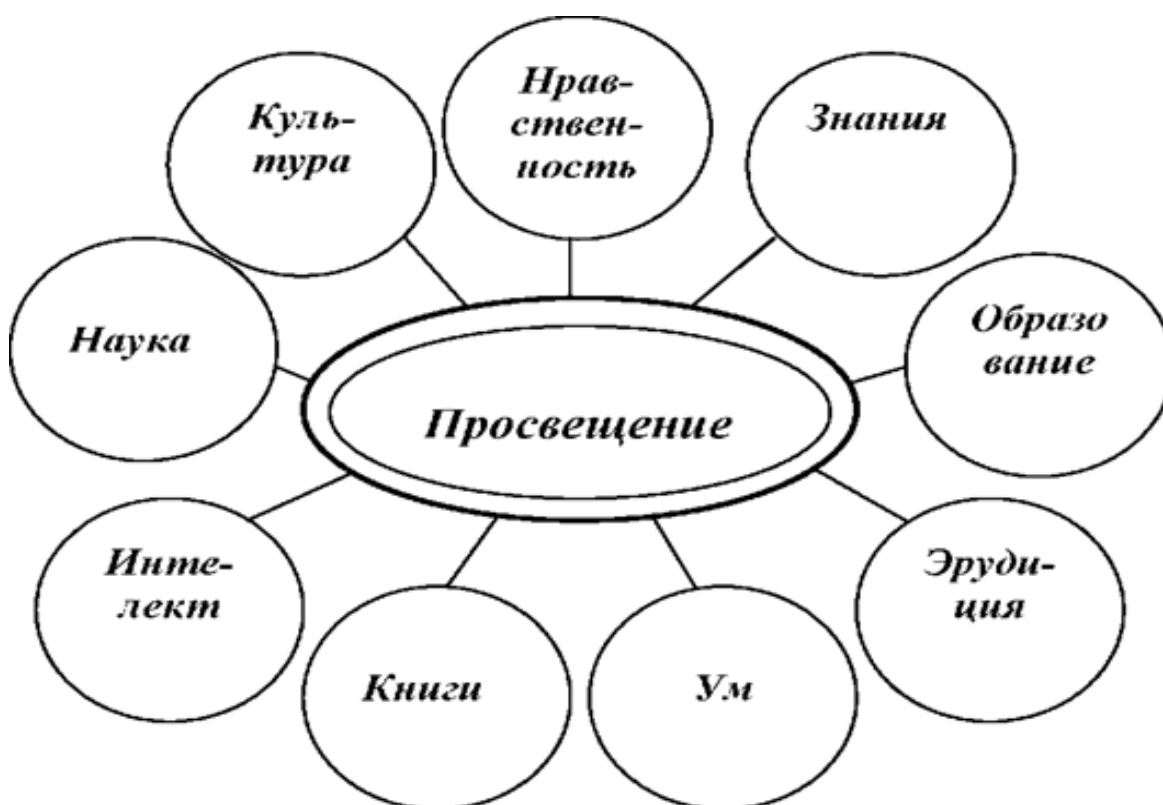 Нрав-
ствен-
ность
Куль-
тура
Знания
Наука
Образо
вание
Просвещение
Инте-
лект
Эруди-
ция
Книги
Ум